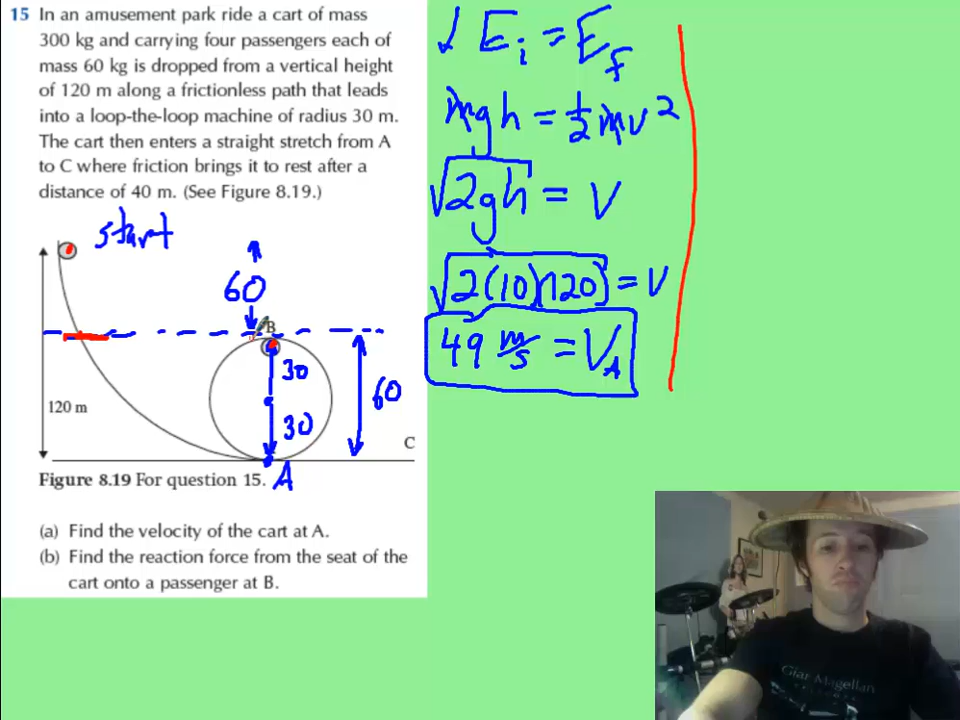 15 In an amusement park ride a cart of mass
300 kg and carrying four passengers each of
mass 60 kg is dropped from a vertical height
of 120 m along a frictionless path that leads
into a loop-the-loop machine of radius 30 m.
The cart then enters a straight stretch from A
to C where friction brings it to rest after a
distance of 40 m. (See Figure 8.19.)
start
60
B
30
60
30
120 m
C
A
Figure 8.19 For question 15.
(a) Find the velocity of the cart at A.
(b) Find the reaction force from the seat of the
cart onto a passenger at B.
↓ Ei = Ef
mgh = 1/2 mv²
√2gh = V
√2(10)(120) = V
49 m/s = VA
Gear Magellan